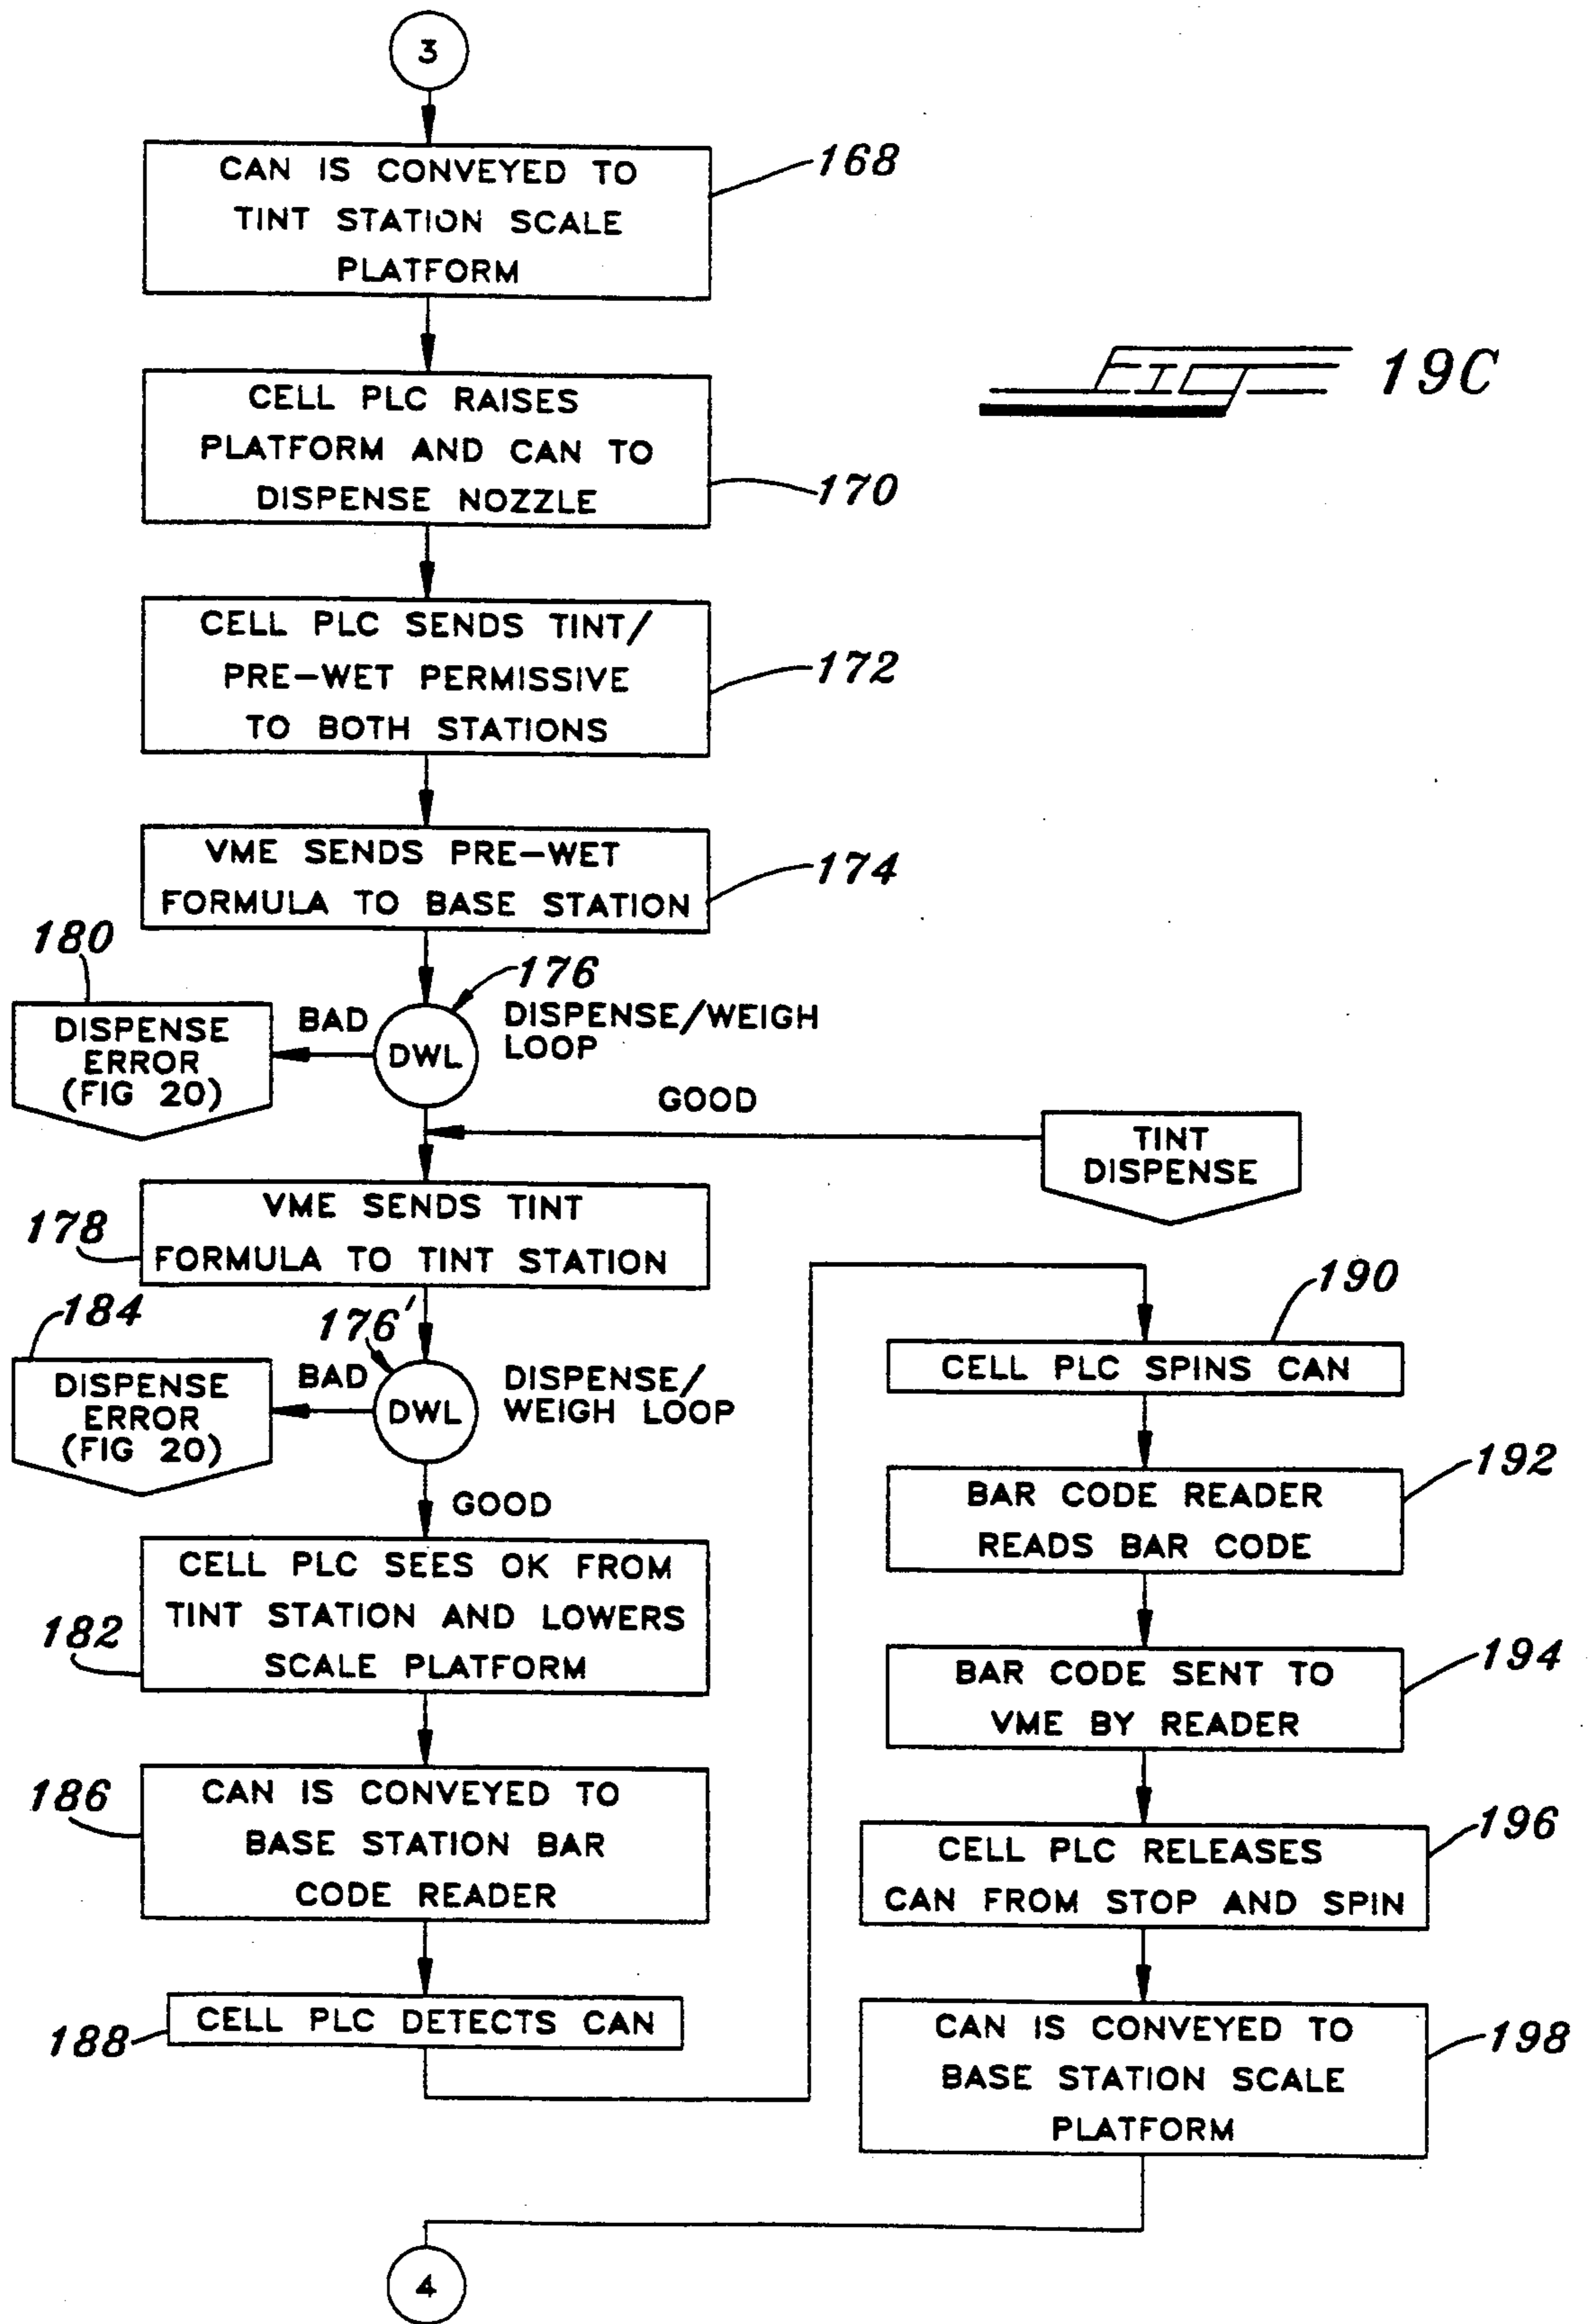 3
CAN IS CONVEYED TO
TINT STATION SCALE
PLATFORM
168
CELL PLC RAISES
PLATFORM AND CAN TO
DISPENSE NOZZLE
170
FIG 19C
CELL PLC SENDS TINT/
PRE-WET PERMISSIVE
TO BOTH STATIONS
172
VME SENDS PRE-WET
FORMULA TO BASE STATION
174
180
DISPENSE
ERROR
(FIG 20)
BAD
DWL
176
DISPENSE/WEIGH
LOOP
GOOD
TINT
DISPENSE
VME SENDS TINT
FORMULA TO TINT STATION
178
184
DISPENSE
ERROR
(FIG 20)
BAD
176'
DWL
DISPENSE/
WEIGH LOOP
GOOD
CELL PLC SEES OK FROM
TINT STATION AND LOWERS
SCALE PLATFORM
182
CAN IS CONVEYED TO
BASE STATION BAR
CODE READER
186
CELL PLC DETECTS CAN
188
190
CELL PLC SPINS CAN
192
BAR CODE READER
READS BAR CODE
194
BAR CODE SENT TO
VME BY READER
196
CELL PLC RELEASES
CAN FROM STOP AND SPIN
198
CAN IS CONVEYED TO
BASE STATION SCALE
PLATFORM
4